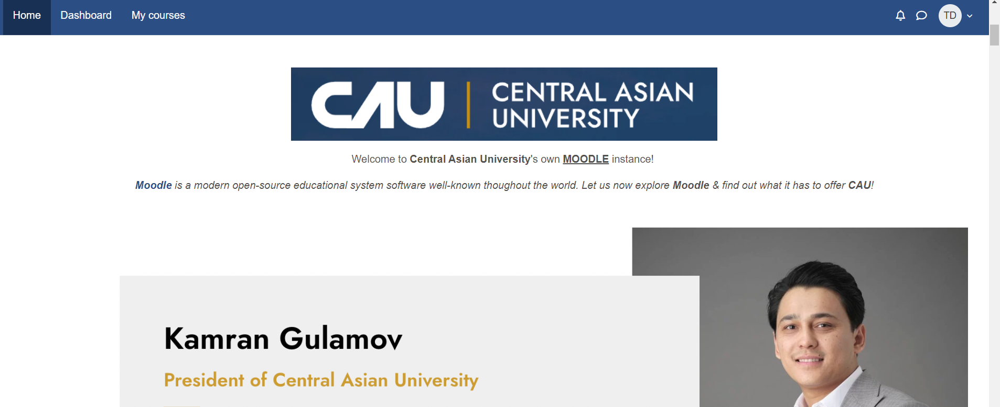 Home Dashboard My courses TD
CAU CENTRAL ASIAN
UNIVERSITY
Welcome to Central Asian University's own MOODLE instance!
Moodle is a modern open-source educational system software well-known thoughout the world. Let us now explore Moodle & find out what it has to offer CAU!
Kamran Gulamov
President of Central Asian University